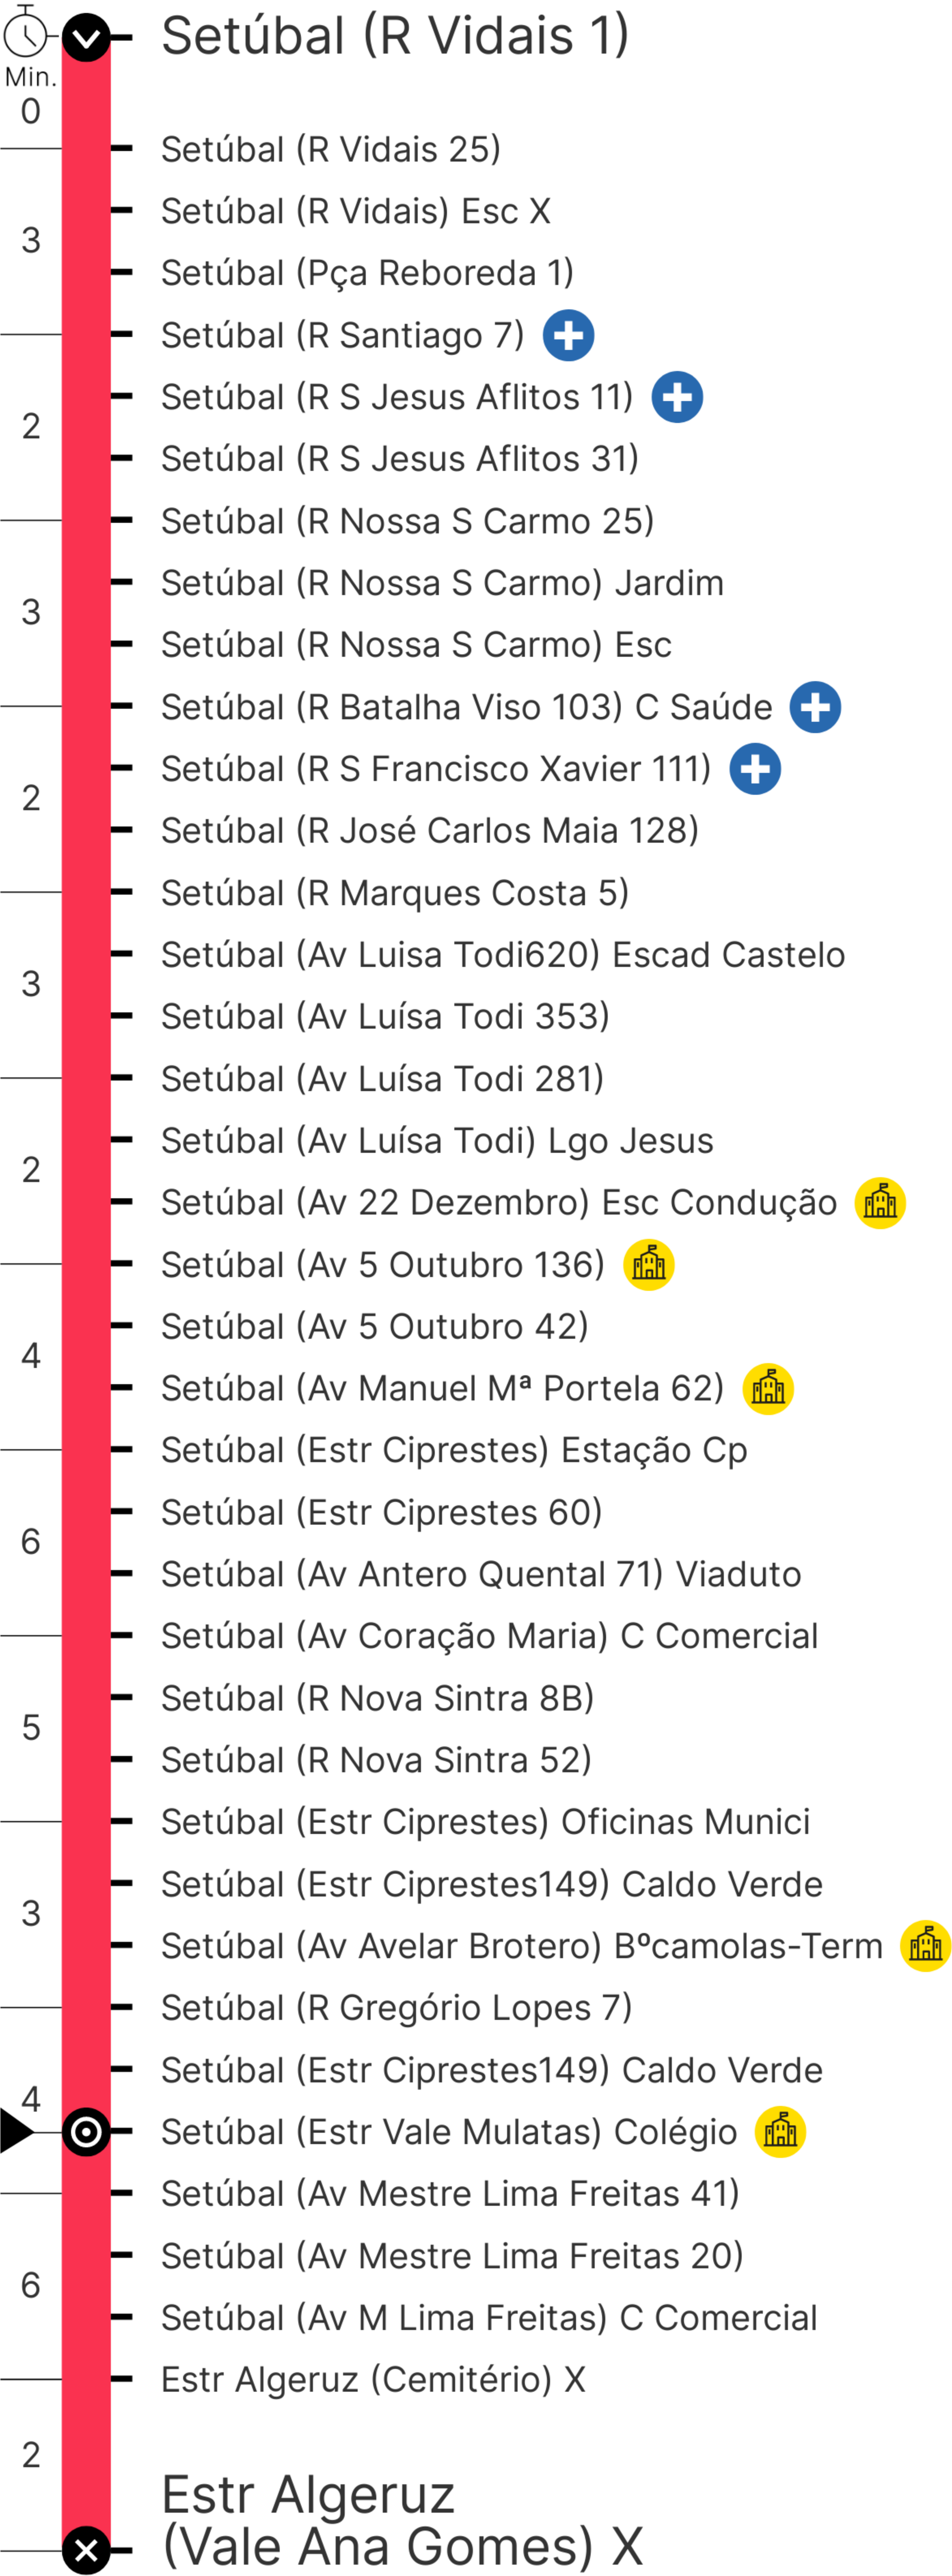 Setúbal (R Vidais 1)
Min.
0
Setúbal (R Vidais 25)
Setúbal (R Vidais) Esc X
3
Setúbal (Pça Reboreda 1)
Setúbal (R Santiago 7)
Setúbal (R S Jesus Aflitos 11)
2
Setúbal (R S Jesus Aflitos 31)
Setúbal (R Nossa S Carmo 25)
Setúbal (R Nossa S Carmo) Jardim
3
Setúbal (R Nossa S Carmo) Esc
Setúbal (R Batalha Viso 103) C Saúde
Setúbal (R S Francisco Xavier 111)
2
Setúbal (R José Carlos Maia 128)
Setúbal (R Marques Costa 5)
Setúbal (Av Luisa Todi620) Escad Castelo
3
Setúbal (Av Luísa Todi 353)
Setúbal (Av Luísa Todi 281)
Setúbal (Av Luísa Todi) Lgo Jesus
2
Setúbal (Av 22 Dezembro) Esc Condução
Setúbal (Av 5 Outubro 136)
Setúbal (Av 5 Outubro 42)
4
Setúbal (Av Manuel Mª Portela 62)
Setúbal (Estr Ciprestes) Estação Cp
Setúbal (Estr Ciprestes 60)
6
Setúbal (Av Antero Quental 71) Viaduto
Setúbal (Av Coração Maria) C Comercial
Setúbal (R Nova Sintra 8B)
5
Setúbal (R Nova Sintra 52)
Setúbal (Estr Ciprestes) Oficinas Munici
Setúbal (Estr Ciprestes149) Caldo Verde
3
Setúbal (Av Avelar Brotero) Bºcamolas-Term
Setúbal (R Gregório Lopes 7)
Setúbal (Estr Ciprestes149) Caldo Verde
4
Setúbal (Estr Vale Mulatas) Colégio
Setúbal (Av Mestre Lima Freitas 41)
Setúbal (Av Mestre Lima Freitas 20)
6
Setúbal (Av M Lima Freitas) C Comercial
Estr Algeruz (Cemitério) X
2
Estr Algeruz
(Vale Ana Gomes) X